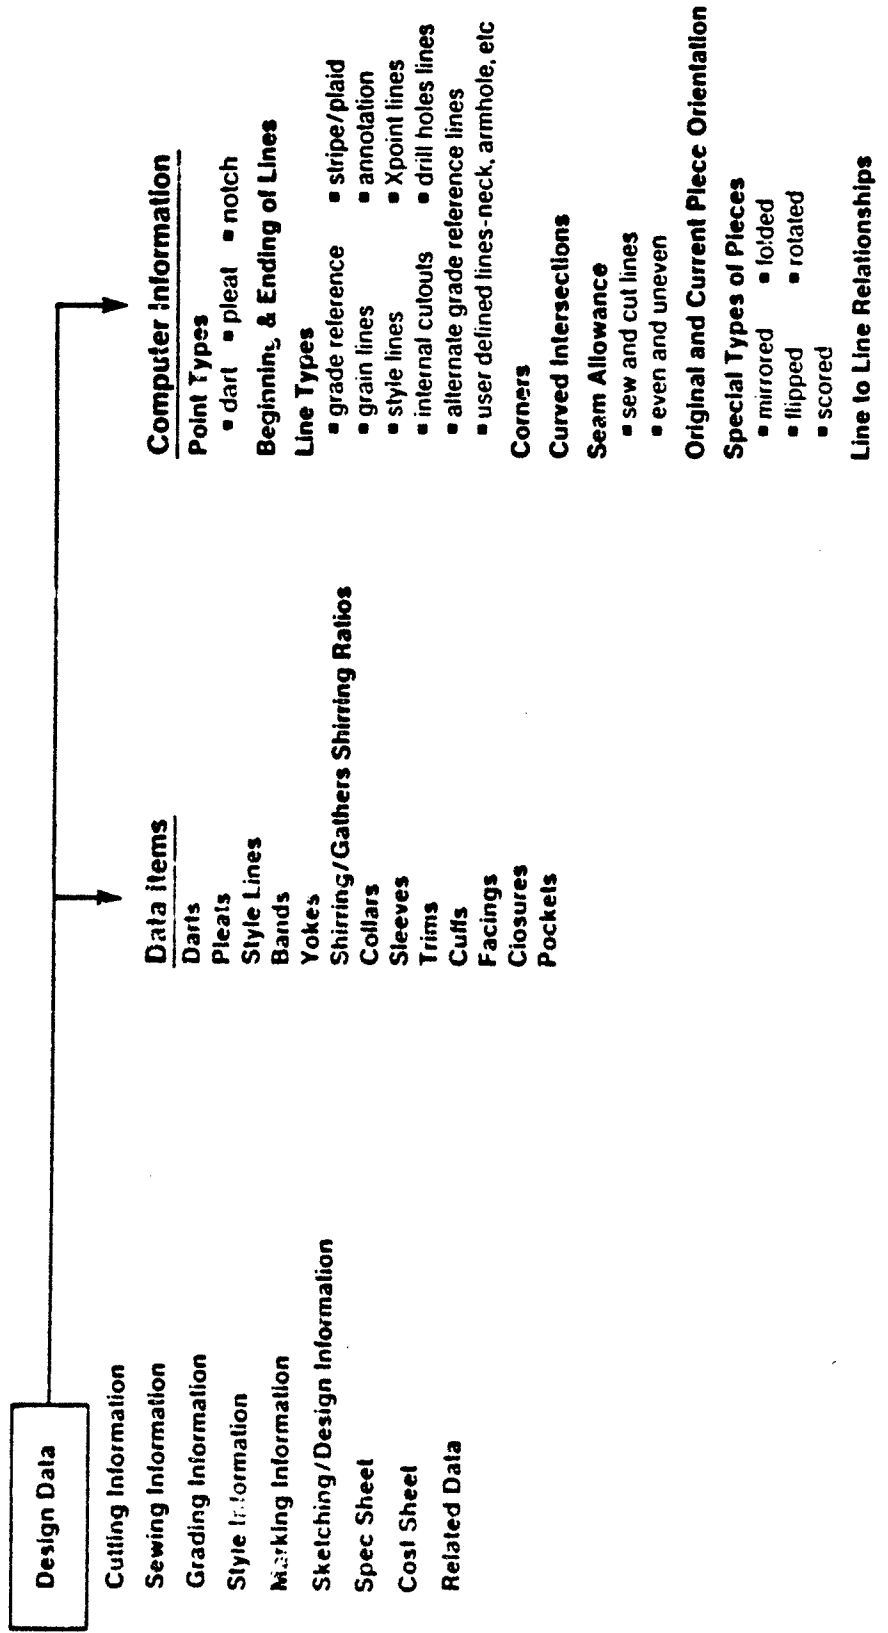 Design Data
Cutting Information
Sewing Information
Grading Information
Style Information
Marking Information
Sketching/Design Information
Spec Sheet
Cost Sheet
Related Data
Data Items
Darts
Pleats
Style Lines
Bands
Yokes
Shirring/Gathers Shirring Ratios
Collars
Sleeves
Trims
Cuffs
Facings
Closures
Pockets
Computer Information
Point Types
▪ dart ▪ pleat ▪ notch
Beginning & Ending of Lines
Line Types
▪ grade reference ▪ stripe/plaid
▪ grain lines ▪ annotation
▪ style lines ▪ Xpoint lines
▪ internal cutouts ▪ drill holes lines
▪ alternate grade reference lines
▪ user defined lines-neck, armhole, etc
Corners
Curved Intersections
Seam Allowance
▪ sew and cut lines
▪ even and uneven
Original and Current Piece Orientation
Special Types of Pieces
▪ mirrored ▪ folded
▪ flipped ▪ rotated
▪ scored
Line to Line Relationships